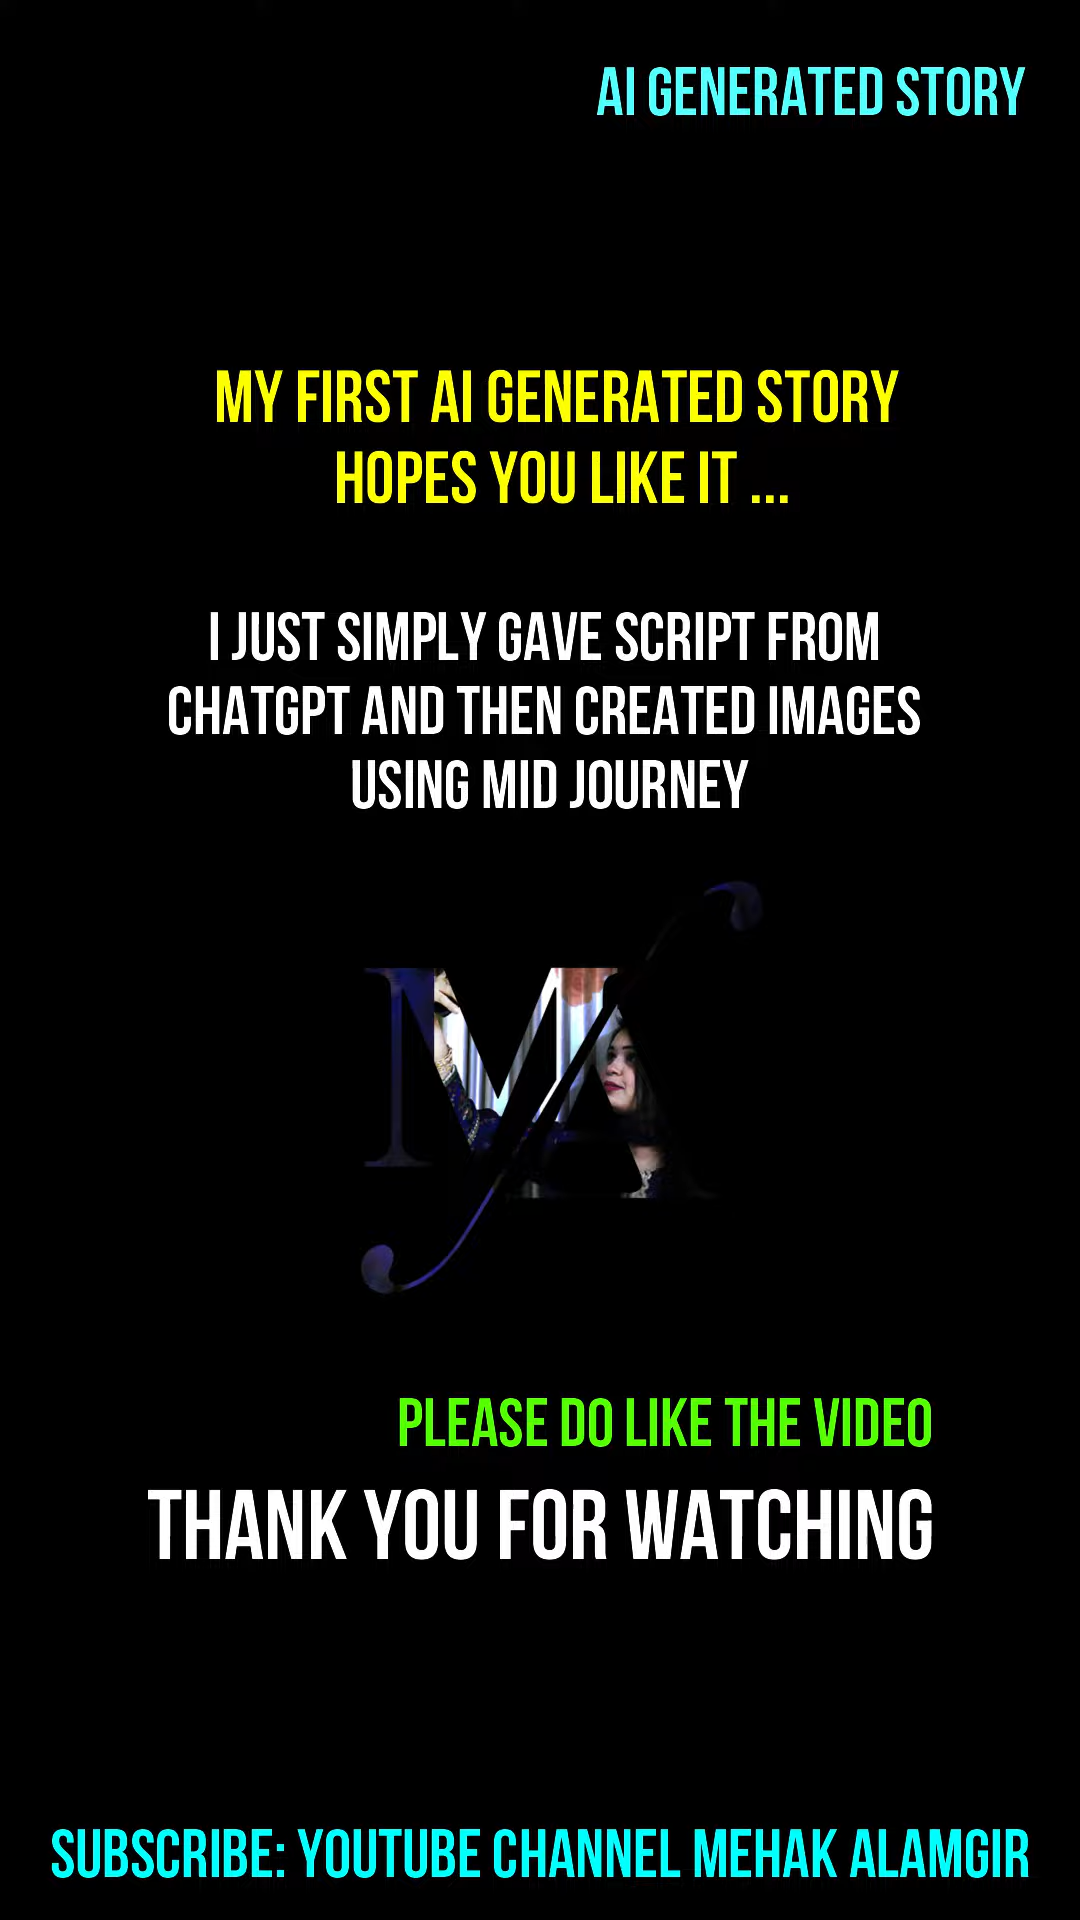 AI GENERATED STORY
MY FIRST AI GENERATED STORY
HOPES YOU LIKE IT ...
I JUST SIMPLY GAVE SCRIPT FROM
CHATGPT AND THEN CREATED IMAGES
USING MID JOURNEY
MA
PLEASE DO LIKE THE VIDEO
THANK YOU FOR WATCHING
SUBSCRIBE: YOUTUBE CHANNEL MEHAK ALAMGIR